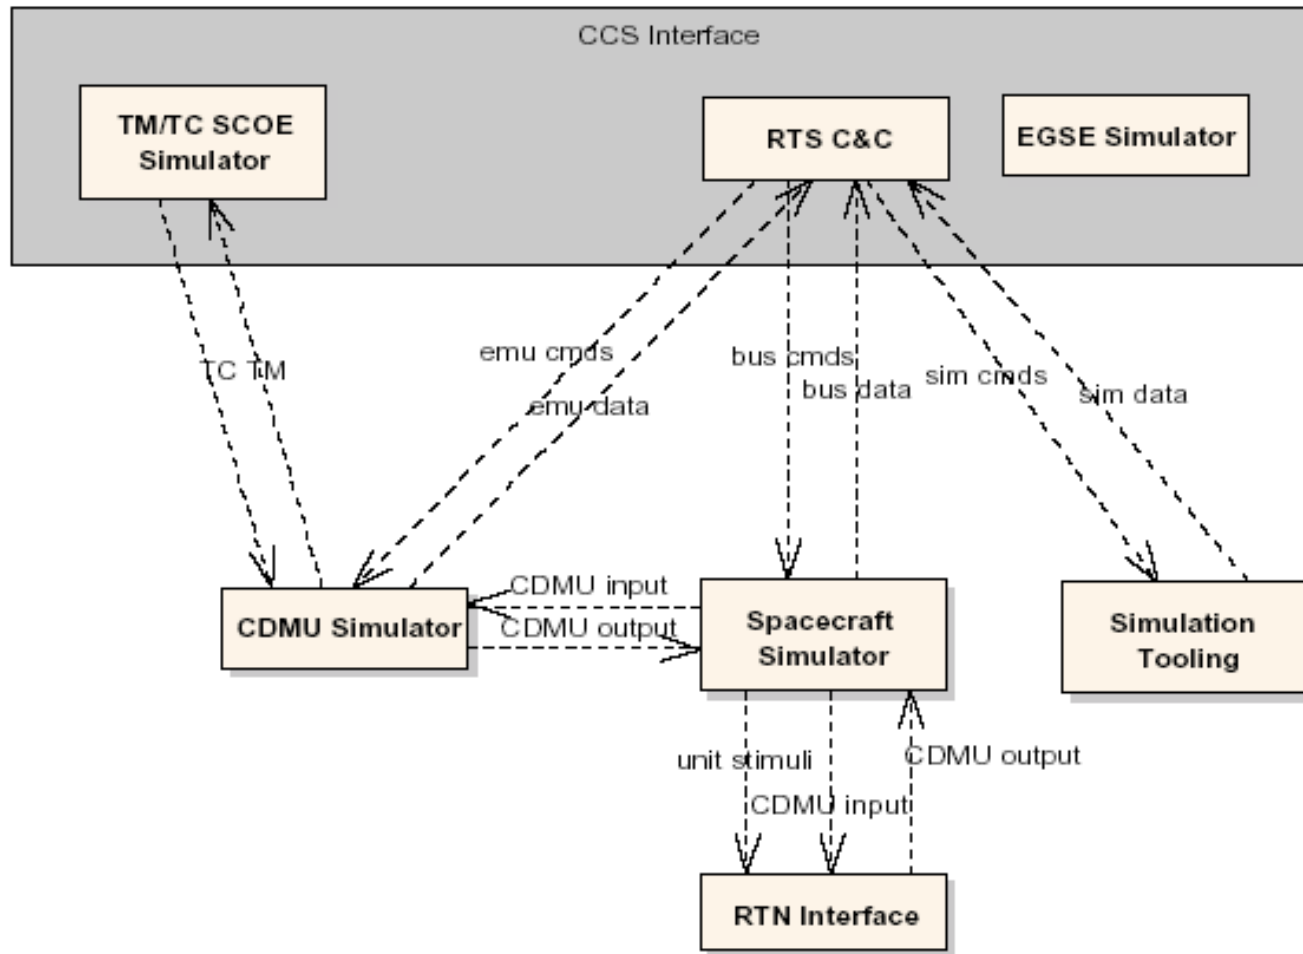 CCS Interface
TM/TC SCOE
Simulator
RTS C&C
EGSE Simulator
TC TM
emu cmds
emu data
bus cmds
bus data
sim cmds
sim data
CDMU Simulator
CDMU input
CDMU output
Spacecraft
Simulator
Simulation
Tooling
unit stimuli
CDMU input
CDMU output
RTN Interface